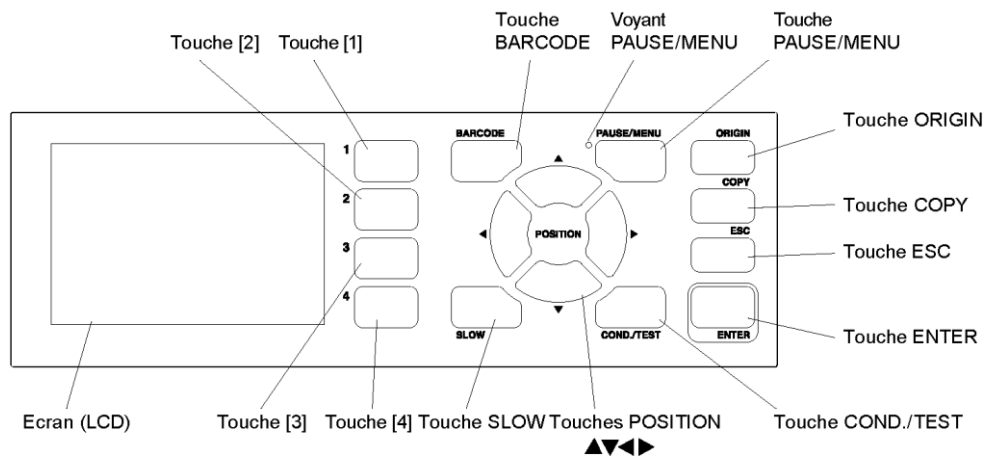 Touche
BARCODE
Voyant
PAUSE/MENU
Touche
PAUSE/MENU
Touche [2]
Touche [1]
Touche ORIGIN
Touche COPY
Touche ESC
Touche ENTER
1
2
3
4
BARCODE
PAUSE/MENU
ORIGIN
▲
COPY
◀
POSITION
▶
ESC
▼
SLOW
COND./TEST
ENTER
Ecran (LCD)
Touche [3]
Touche [4]
Touche SLOW
Touches POSITION
▲▼◀▶
Touche COND./TEST